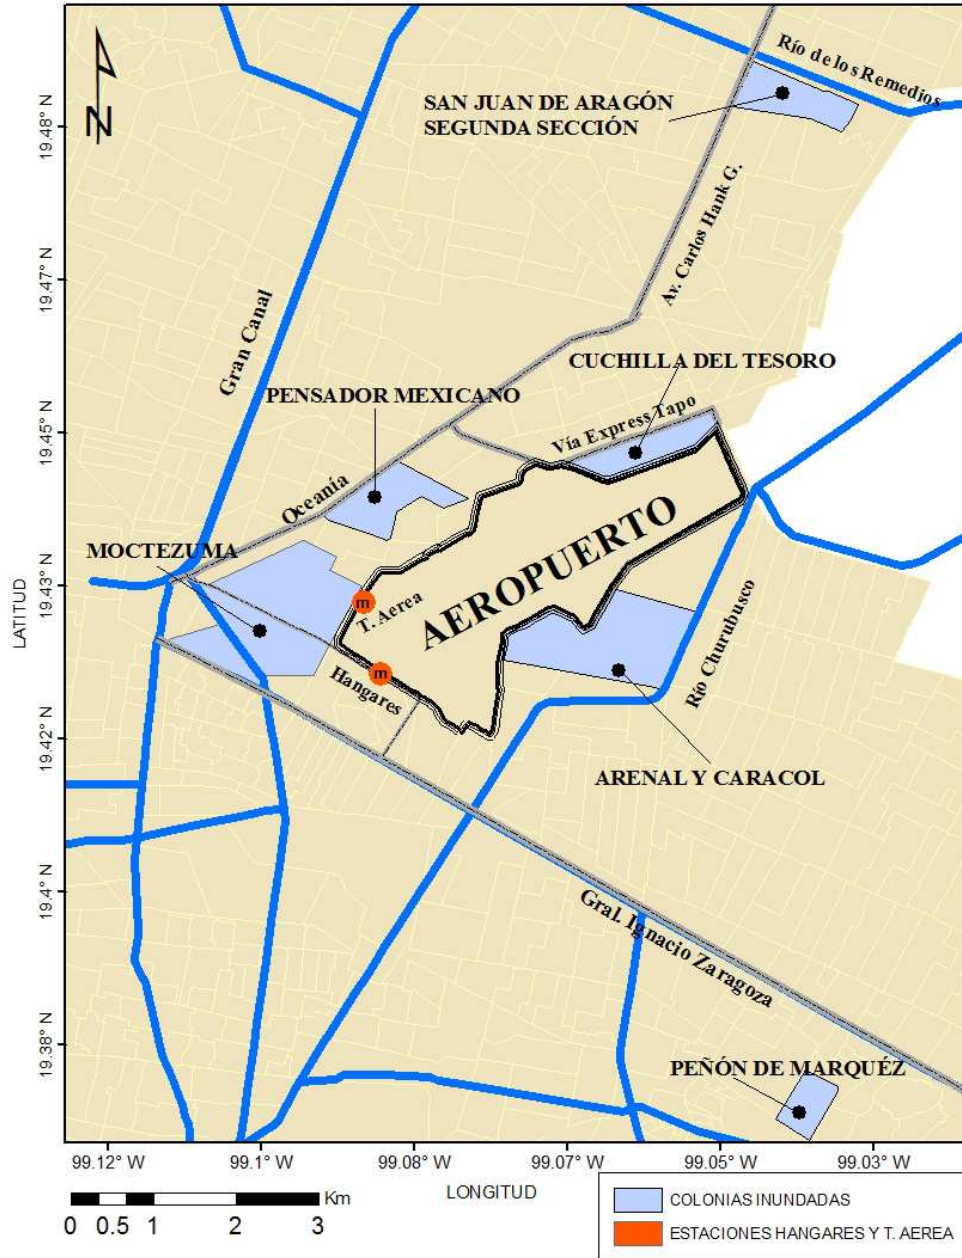 Río de los Remedios
SAN JUAN DE ARAGÓN
SEGUNDA SECCIÓN
N
Av. Carlos Hank G.
Gran Canal
CUCHILLA DEL TESORO
PENSADOR MEXICANO
Vía Express Tapo
Oceanía
AEROPUERTO
MOCTEZUMA
m
T. Aerea
m
Hangares
Río Churubusco
ARENAL Y CARACOL
Gral. Ignacio Zaragoza
PEÑÓN DE MARQUÉZ
LATITUD
19.48° N
19.47° N
19.45° N
19.43° N
19.42° N
19.4° N
19.38° N
99.12° W 99.1° W 99.08° W 99.07° W 99.05° W 99.03° W
LONGITUD
Km
0 0.5 1 2 3
COLONIAS INUNDADAS
ESTACIONES HANGARES Y T. AEREA